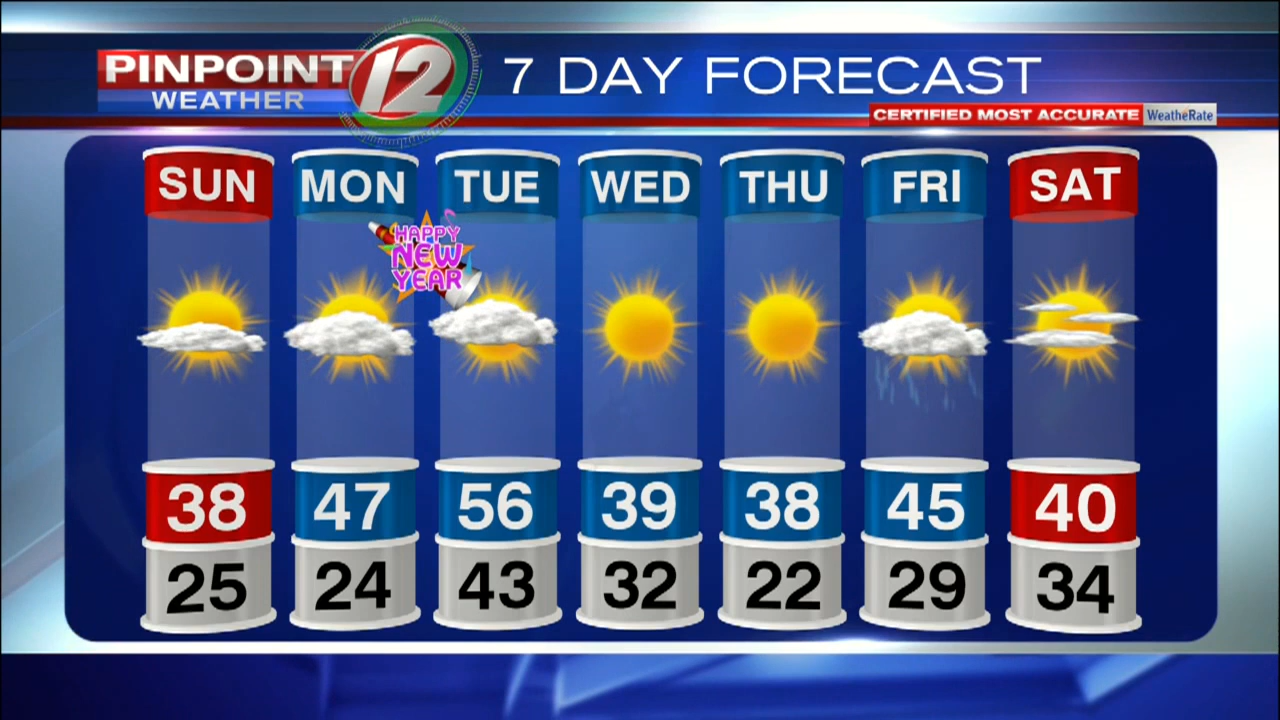 PINPOINT 12
WEATHER
7 DAY FORECAST
CERTIFIED MOST ACCURATE WeatheRate
SUN MON TUE WED THU FRI SAT
HAPPY
NEW
YEAR
38 47 56 39 38 45 40
25 24 43 32 22 29 34